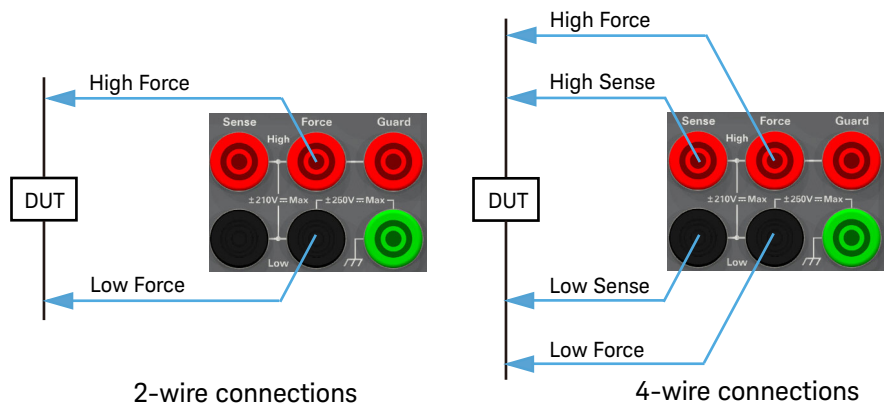 High Force
Sense Force Guard
High
DUT
±210V⎓Max ±250V⎓Max
Low
Low Force
2-wire connections
High Force
High Sense
Sense Force Guard
High
DUT
±210V⎓Max ±250V⎓Max
Low
Low Sense
Low Force
4-wire connections